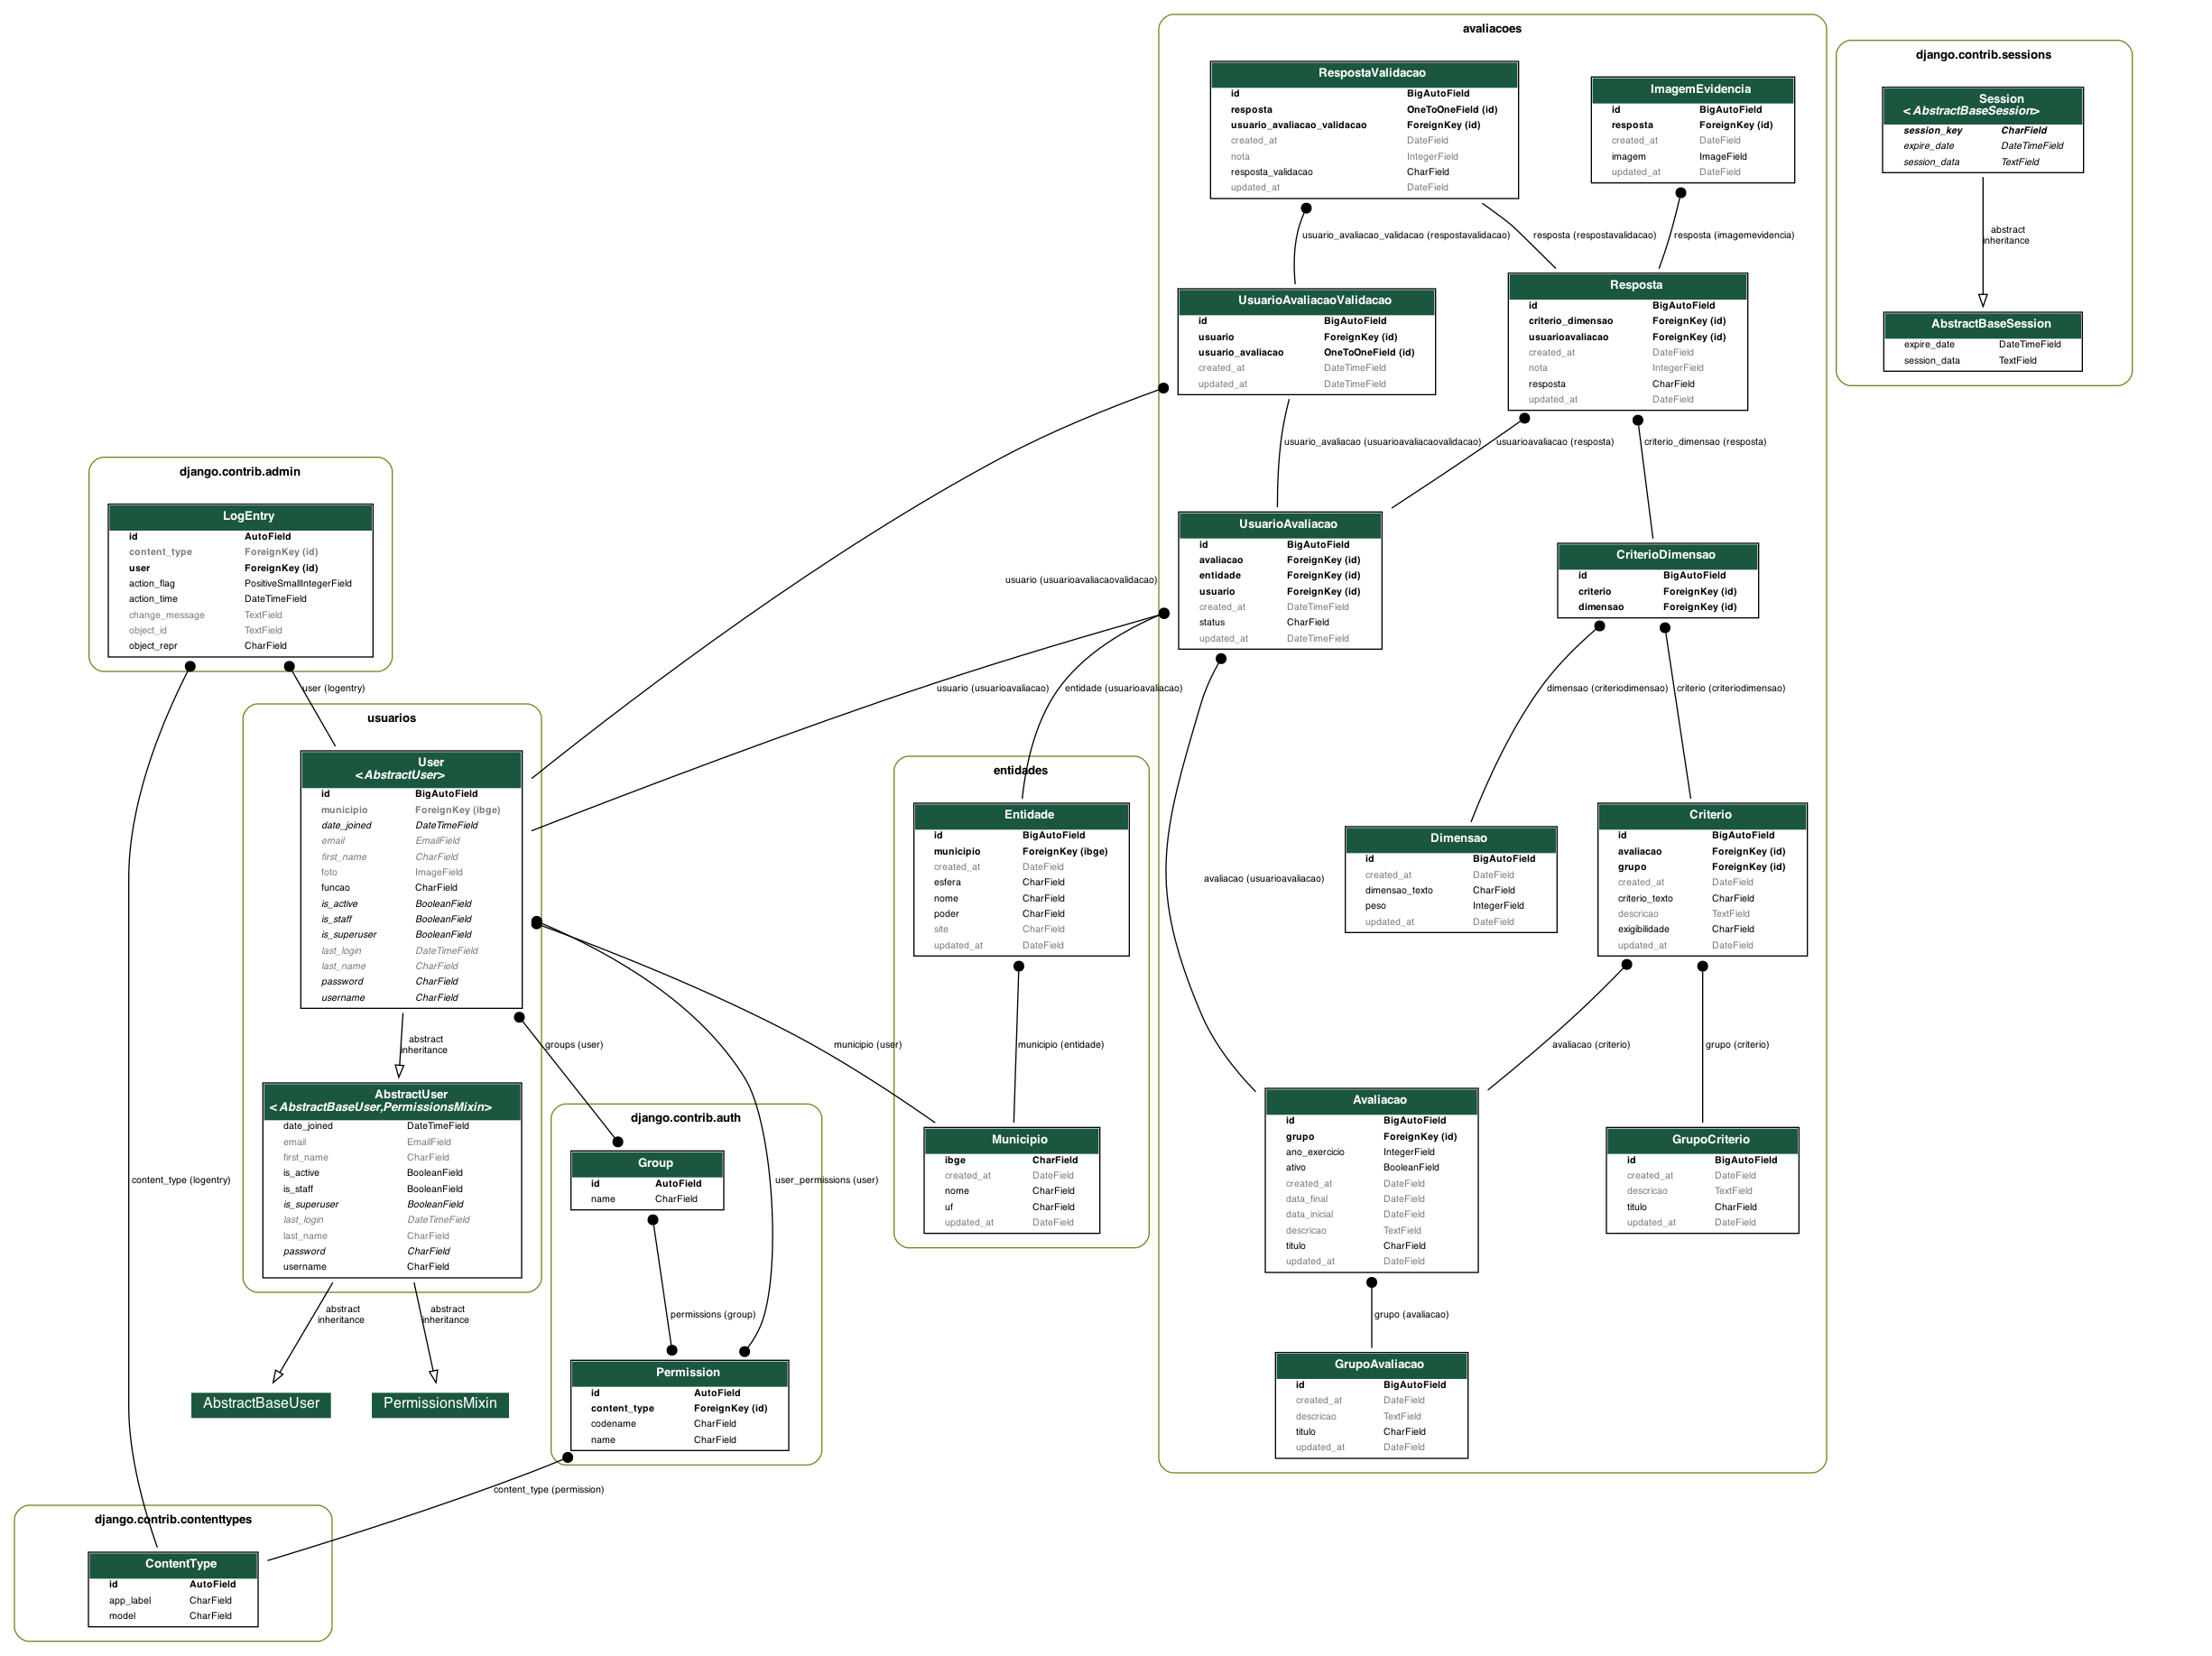 avaliacoes
RespostaValidacao
id BigAutoField
resposta OneToOneField (id)
usuario_avaliacao_validacao ForeignKey (id)
created_at DateField
nota IntegerField
resposta_validacao CharField
updated_at DateField
ImagemEvidencia
id BigAutoField
resposta ForeignKey (id)
created_at DateField
imagem ImageField
updated_at DateField
usuario_avaliacao_validacao (respostavalidacao)
resposta (respostavalidacao)
resposta (imagemevidencia)
UsuarioAvaliacaoValidacao
id BigAutoField
usuario ForeignKey (id)
usuario_avaliacao OneToOneField (id)
created_at DateTimeField
updated_at DateTimeField
Resposta
id BigAutoField
criterio_dimensao ForeignKey (id)
usuarioavaliacao ForeignKey (id)
created_at DateField
nota IntegerField
resposta CharField
updated_at DateField
usuario_avaliacao (usuarioavaliacaovalidacao)
usuarioavaliacao (resposta)
criterio_dimensao (resposta)
UsuarioAvaliacao
id BigAutoField
avaliacao ForeignKey (id)
entidade ForeignKey (id)
usuario ForeignKey (id)
created_at DateTimeField
status CharField
updated_at DateTimeField
CriterioDimensao
id BigAutoField
criterio ForeignKey (id)
dimensao ForeignKey (id)
dimensao (criteriodimensao)
criterio (criteriodimensao)
avaliacao (usuarioavaliacao)
Dimensao
id BigAutoField
created_at DateField
dimensao_texto CharField
peso IntegerField
updated_at DateField
Criterio
id BigAutoField
avaliacao ForeignKey (id)
grupo ForeignKey (id)
created_at DateField
criterio_texto CharField
descricao TextField
exigibilidade CharField
updated_at DateField
avaliacao (criterio)
grupo (criterio)
Avaliacao
id BigAutoField
grupo ForeignKey (id)
ano_exercicio IntegerField
ativo BooleanField
created_at DateField
data_final DateField
data_inicial DateField
descricao TextField
titulo CharField
updated_at DateField
GrupoCriterio
id BigAutoField
created_at DateField
descricao TextField
titulo CharField
updated_at DateField
grupo (avaliacao)
GrupoAvaliacao
id BigAutoField
created_at DateField
descricao TextField
titulo CharField
updated_at DateField
django.contrib.sessions
Session
<AbstractBaseSession>
session_key CharField
expire_date DateTimeField
session_data TextField
abstract
inheritance
AbstractBaseSession
expire_date DateTimeField
session_data TextField
django.contrib.admin
LogEntry
id AutoField
content_type ForeignKey (id)
user ForeignKey (id)
action_flag PositiveSmallIntegerField
action_time DateTimeField
change_message TextField
object_id TextField
object_repr CharField
user (logentry)
content_type (logentry)
usuario (usuarioavaliacaovalidacao)
usuario (usuarioavaliacao)
entidade (usuarioavaliacao)
usuarios
User
<AbstractUser>
id BigAutoField
municipio ForeignKey (ibge)
date_joined DateTimeField
email EmailField
first_name CharField
foto ImageField
funcao CharField
is_active BooleanField
is_staff BooleanField
is_superuser BooleanField
last_login DateTimeField
last_name CharField
password CharField
username CharField
abstract
inheritance
groups (user)
AbstractUser
<AbstractBaseUser,PermissionsMixin>
date_joined DateTimeField
email EmailField
first_name CharField
is_active BooleanField
is_staff BooleanField
is_superuser BooleanField
last_login DateTimeField
last_name CharField
password CharField
username CharField
abstract
inheritance
abstract
inheritance
AbstractBaseUser
PermissionsMixin
entidades
Entidade
id BigAutoField
municipio ForeignKey (ibge)
created_at DateField
esfera CharField
nome CharField
poder CharField
site CharField
updated_at DateField
municipio (user)
municipio (entidade)
Municipio
ibge CharField
created_at DateField
nome CharField
uf CharField
updated_at DateField
django.contrib.auth
Group
id AutoField
name CharField
user_permissions (user)
permissions (group)
Permission
id AutoField
content_type ForeignKey (id)
codename CharField
name CharField
content_type (permission)
django.contrib.contenttypes
ContentType
id AutoField
app_label CharField
model CharField